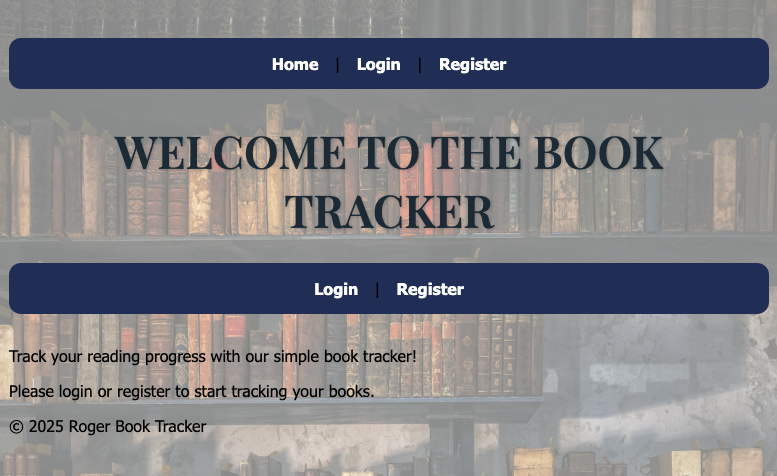 Home | Login | Register
WELCOME TO THE BOOK
TRACKER
Login | Register
Track your reading progress with our simple book tracker!
Please login or register to start tracking your books.
© 2025 Roger Book Tracker